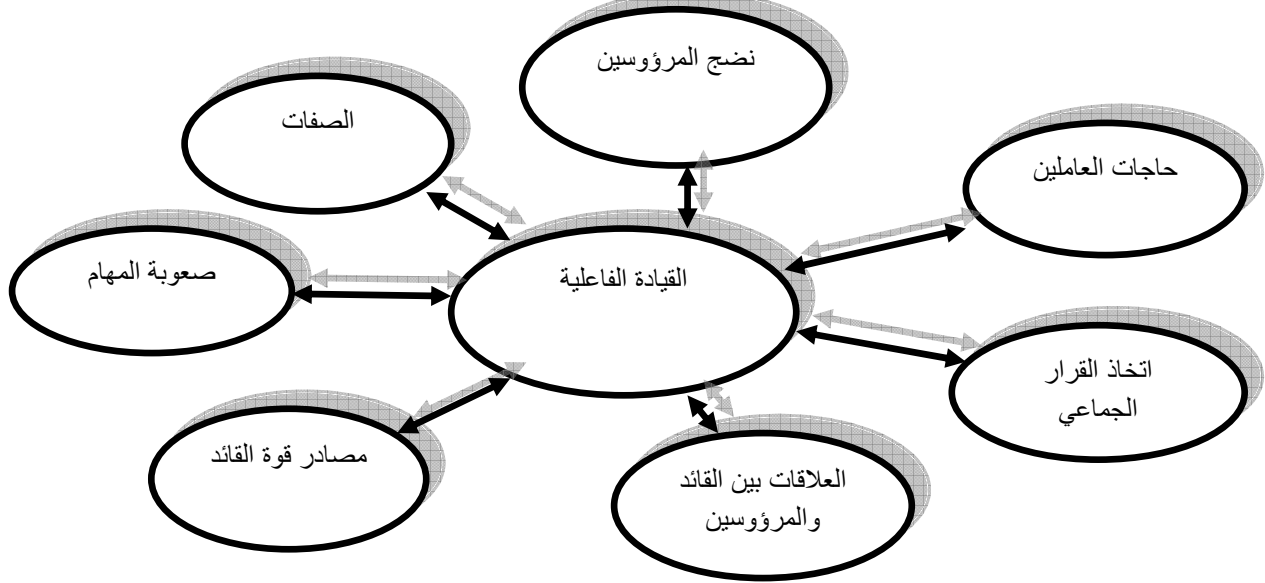 نضج المرؤوسين
الصفات
حاجات العاملين
صعوبة المهام
القيادة الفاعلية
اتخاذ القرار
الجماعي
مصادر قوة القائد
العلاقات بين القائد
والمرؤوسين